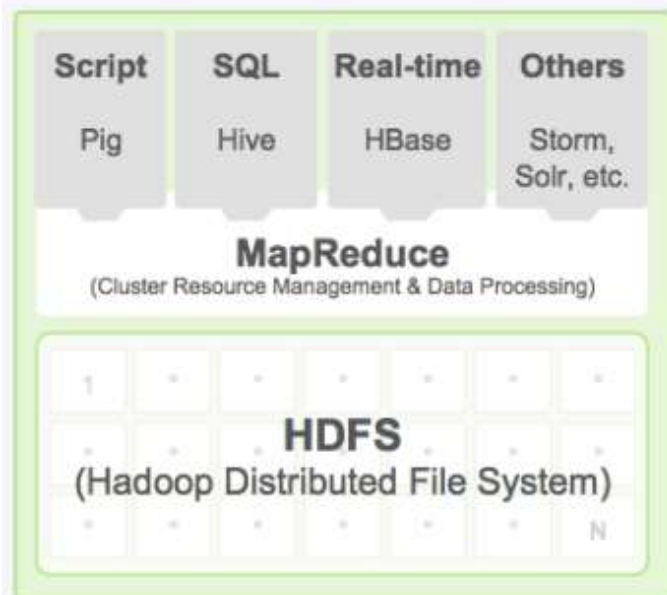 Script
Pig
SQL
Hive
Real-time
HBase
Others
Storm,
Solr, etc.
MapReduce
(Cluster Resource Management & Data Processing)
1
HDFS
(Hadoop Distributed File System)
N